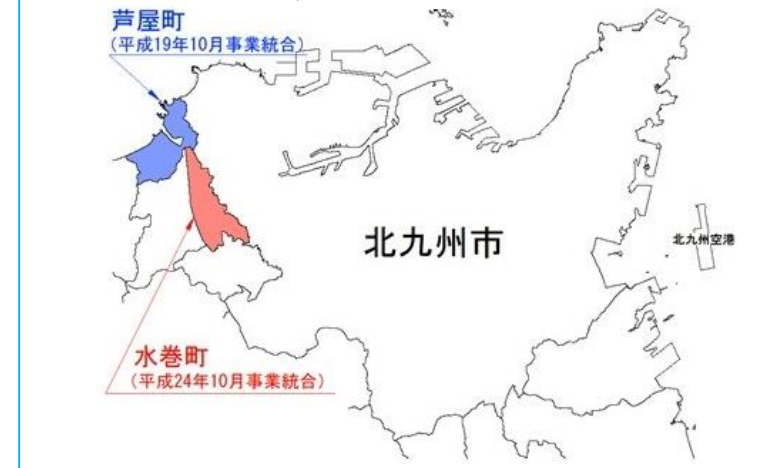 芦屋町
(平成19年10月事業統合)
北九州市
北九州空港
水巻町
(平成24年10月事業統合)